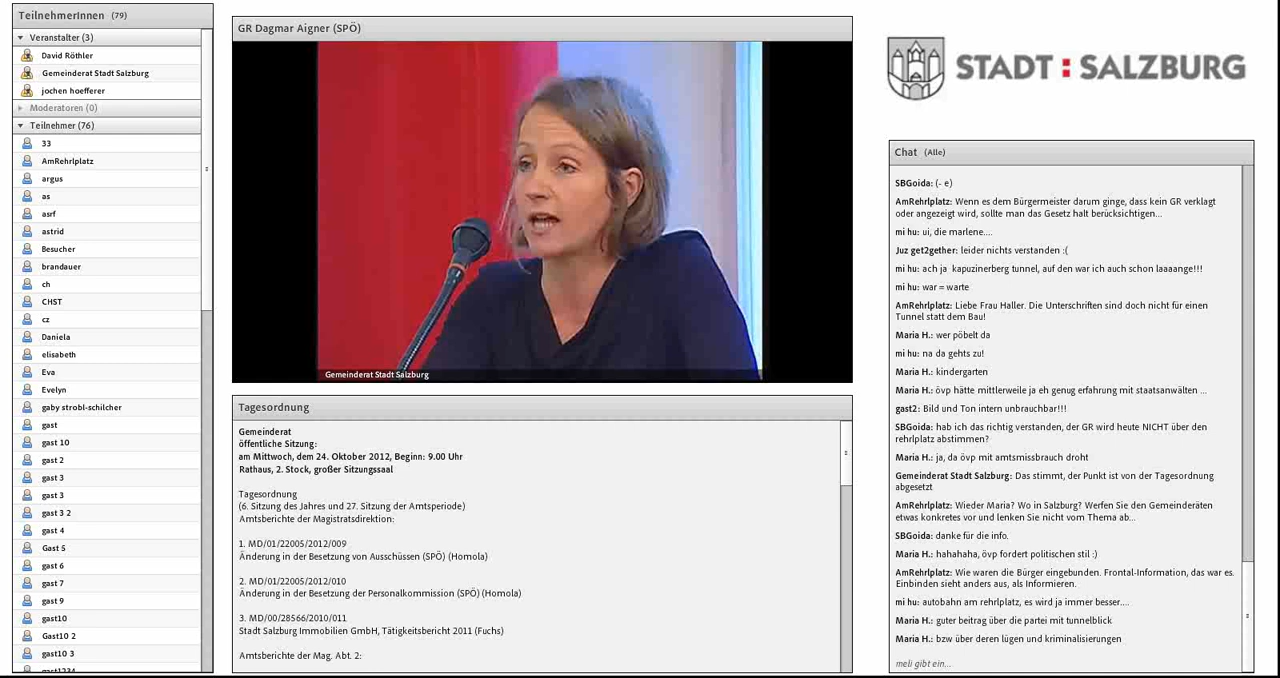 TeilnehmerInnen (79)
Veranstalter (3)
David Röthler
Gemeinderat Stadt Salzburg
jochen hoefferer
Moderatoren (0)
Teilnehmer (76)
33
AmRehrlplatz
argus
as
asrf
astrid
Besucher
brandauer
ch
CHST
cz
Daniela
elisabeth
Eva
Evelyn
gaby strobl-schilcher
gast
gast 10
gast 2
gast 3
gast 3
gast 3 2
gast 4
Gast 5
gast 6
gast 7
gast 9
gast10
Gast10 2
gast10 3
gast1234
GR Dagmar Aigner (SPÖ)
Gemeinderat Stadt Salzburg
Tagesordnung
Gemeinderat
öffentliche Sitzung:
am Mittwoch, dem 24. Oktober 2012, Beginn: 9.00 Uhr
Rathaus, 2. Stock, großer Sitzungssaal
Tagesordnung
(6. Sitzung des Jahres und 27. Sitzung der Amtsperiode)
Amtsberichte der Magistratsdirektion:
1. MD/01/22005/2012/009
Änderung in der Besetzung von Ausschüssen (SPÖ) (Homola)
2. MD/01/22005/2012/010
Änderung in der Besetzung der Personalkommission (SPÖ) (Homola)
3. MD/00/28566/2010/011
Stadt Salzburg Immobilien GmbH, Tätigkeitsbericht 2011 (Fuchs)
Amtsberichte der Mag. Abt. 2:
STADT : SALZBURG
Chat (Alle)
SBGoida: (- e)
AmRehrlplatz: Wenn es dem Bürgermeister darum ginge, dass kein GR verklagt
oder angezeigt wird, sollte man das Gesetz halt berücksichtigen...
mi hu: ui, die marlene....
Juz get2gether: leider nichts verstanden :(
mi hu: ach ja kapuzinerberg tunnel, auf den war ich auch schon laaaange!!!
mi hu: war = warte
AmRehrlplatz: Liebe Frau Haller. Die Unterschriften sind doch nicht für einen
Tunnel statt dem Bau!
Maria H.: wer pöbelt da
mi hu: na da gehts zu!
Maria H.: kindergarten
Maria H.: övp hätte mittlerweile ja eh genug erfahrung mit staatsanwälten ...
gast2: Bild und Ton intern unbrauchbar!!!
SBGoida: hab ich das richtig verstanden, der GR wird heute NICHT über den
rehrlplatz abstimmen?
Maria H.: ja, da övp mit amtsmissbrauch droht
Gemeinderat Stadt Salzburg: Das stimmt, der Punkt ist von der Tagesordnung
abgesetzt
AmRehrlplatz: Wieder Maria? Wo in Salzburg? Werfen Sie den Gemeinderäten
etwas konkretes vor und lenken Sie nicht vom Thema ab...
SBGoida: danke für die info.
Maria H.: hahahaha, övp fordert politischen stil :)
AmRehrlplatz: Wie waren die Bürger eingebunden. Frontal-Information, das war es.
Einbinden sieht anders aus, als Informieren.
mi hu: autobahn am rehrlplatz, es wird ja immer besser....
Maria H.: guter beitrag über die partei mit tunnelblick
Maria H.: bzw über deren lügen und kriminalisierungen
meli gibt ein...